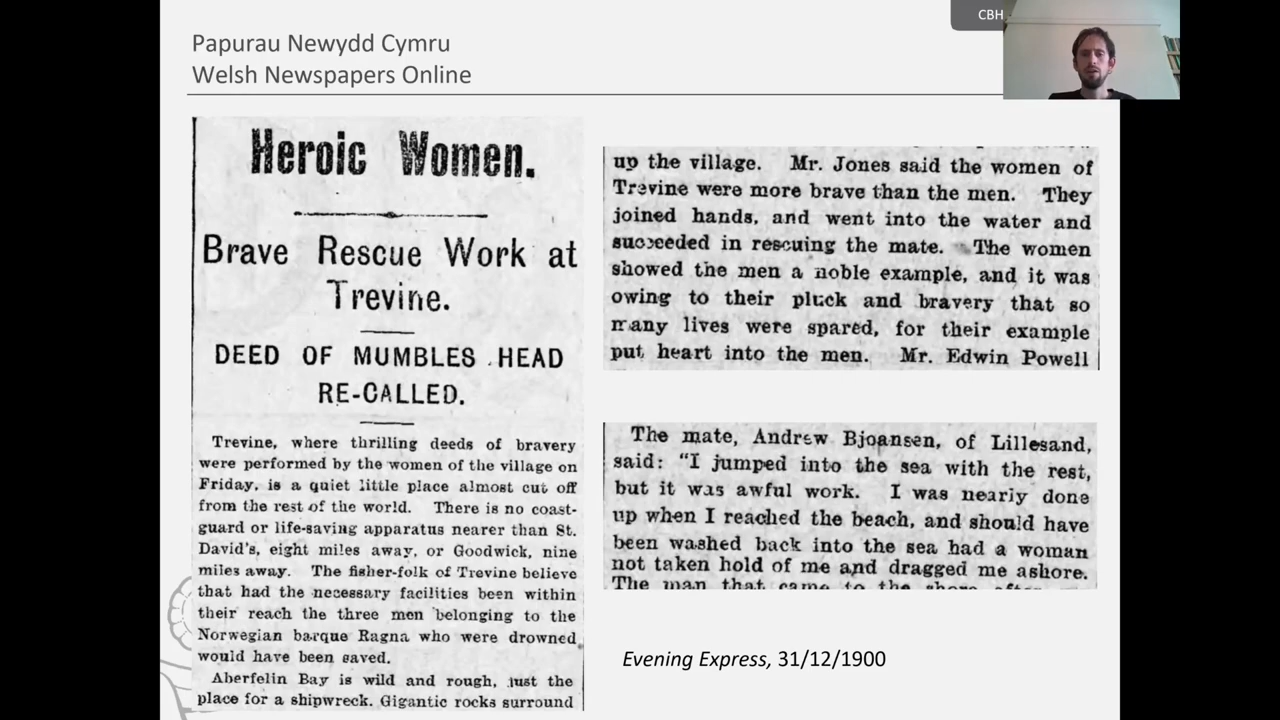 Papurau Newydd Cymru
Welsh Newspapers Online
CBH
Heroic Women.
Brave Rescue Work at
Trevine.
DEED OF MUMBLES HEAD
RE-CALLED.
Trevine, where thrilling deeds of bravery
were performed by the women of the village on
Friday, is a quiet little place almost cut off
from the rest of the world. There is no coast-
guard or life-saving apparatus nearer than St.
David's, eight miles away, or Goodwick, nine
miles away. The fisher-folk of Trevine believe
that had the necessary facilities been within
their reach the three men belonging to the
Norwegian barque Ragna who were drowned
would have been saved.
Aberfelin Bay is wild and rough, just the
place for a shipwreck. Gigantic rocks surround
up the village. Mr. Jones said the women of
Trevine were more brave than the men. They
joined hands, and went into the water and
succeeded in rescuing the mate. The women
showed the men a noble example, and it was
owing to their pluck and bravery that so
many lives were spared, for their example
put heart into the men. Mr. Edwin Powell
The mate, Andrew Bjoansen, of Lillesand,
said: "I jumped into the sea with the rest,
but it was awful work. I was nearly done
up when I reached the beach, and should have
been washed back into the sea had a woman
not taken hold of me and dragged me ashore.
The man that came to the shore after
Evening Express, 31/12/1900